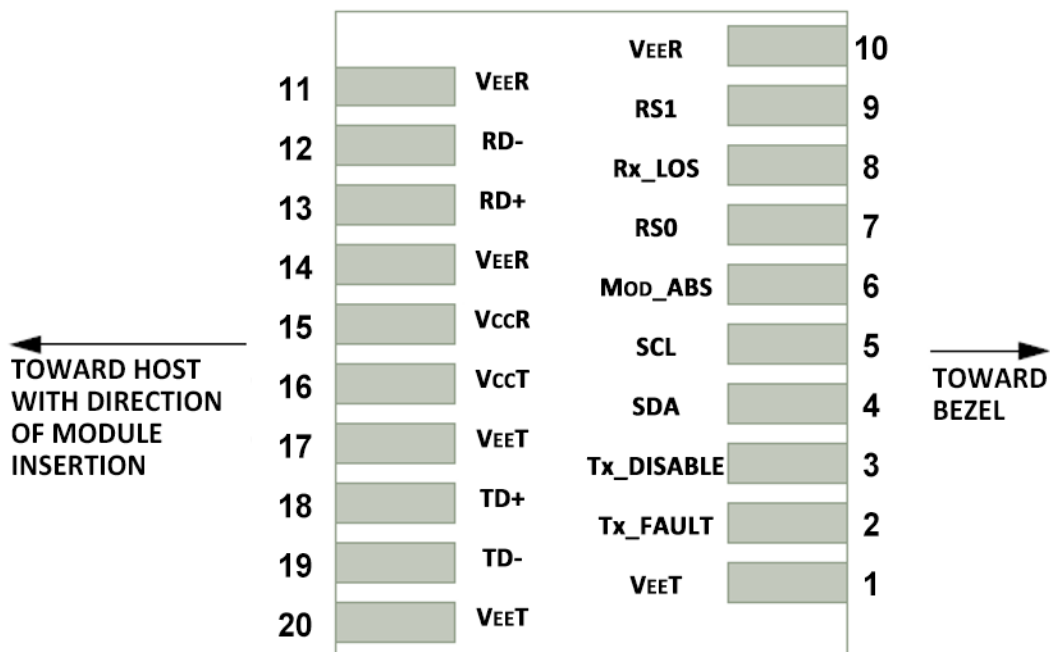 VEER 10
11 VEER
RS1 9
12 RD-
Rx_LOS 8
13 RD+
RS0 7
14 VEER
MOD_ABS 6
15 VCCR
SCL 5
16 VCCT
SDA 4
17 VEET
Tx_DISABLE 3
18 TD+
Tx_FAULT 2
19 TD-
VEET 1
20 VEET
TOWARD HOST
WITH DIRECTION
OF MODULE
INSERTION
TOWARD
BEZEL